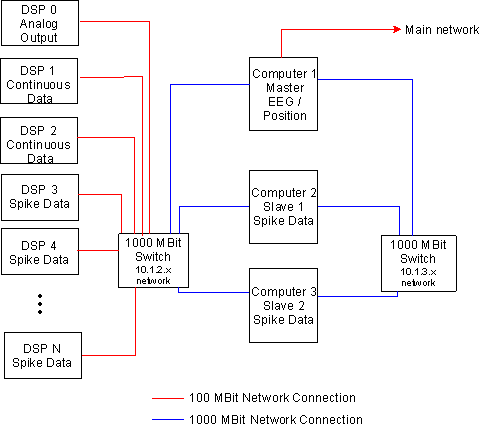 DSP 0
Analog
Output
DSP 1
Continuous
Data
DSP 2
Continuous
Data
DSP 3
Spike Data
DSP 4
Spike Data
DSP N
Spike Data
1000 MBit
Switch
10.1.2.x
network
Main network
Computer 1
Master
EEG /
Position
Computer 2
Slave 1
Spike Data
Computer 3
Slave 2
Spike Data
1000 MBit
Switch
10.1.3.x
network
100 MBit Network Connection
1000 MBit Network Connection